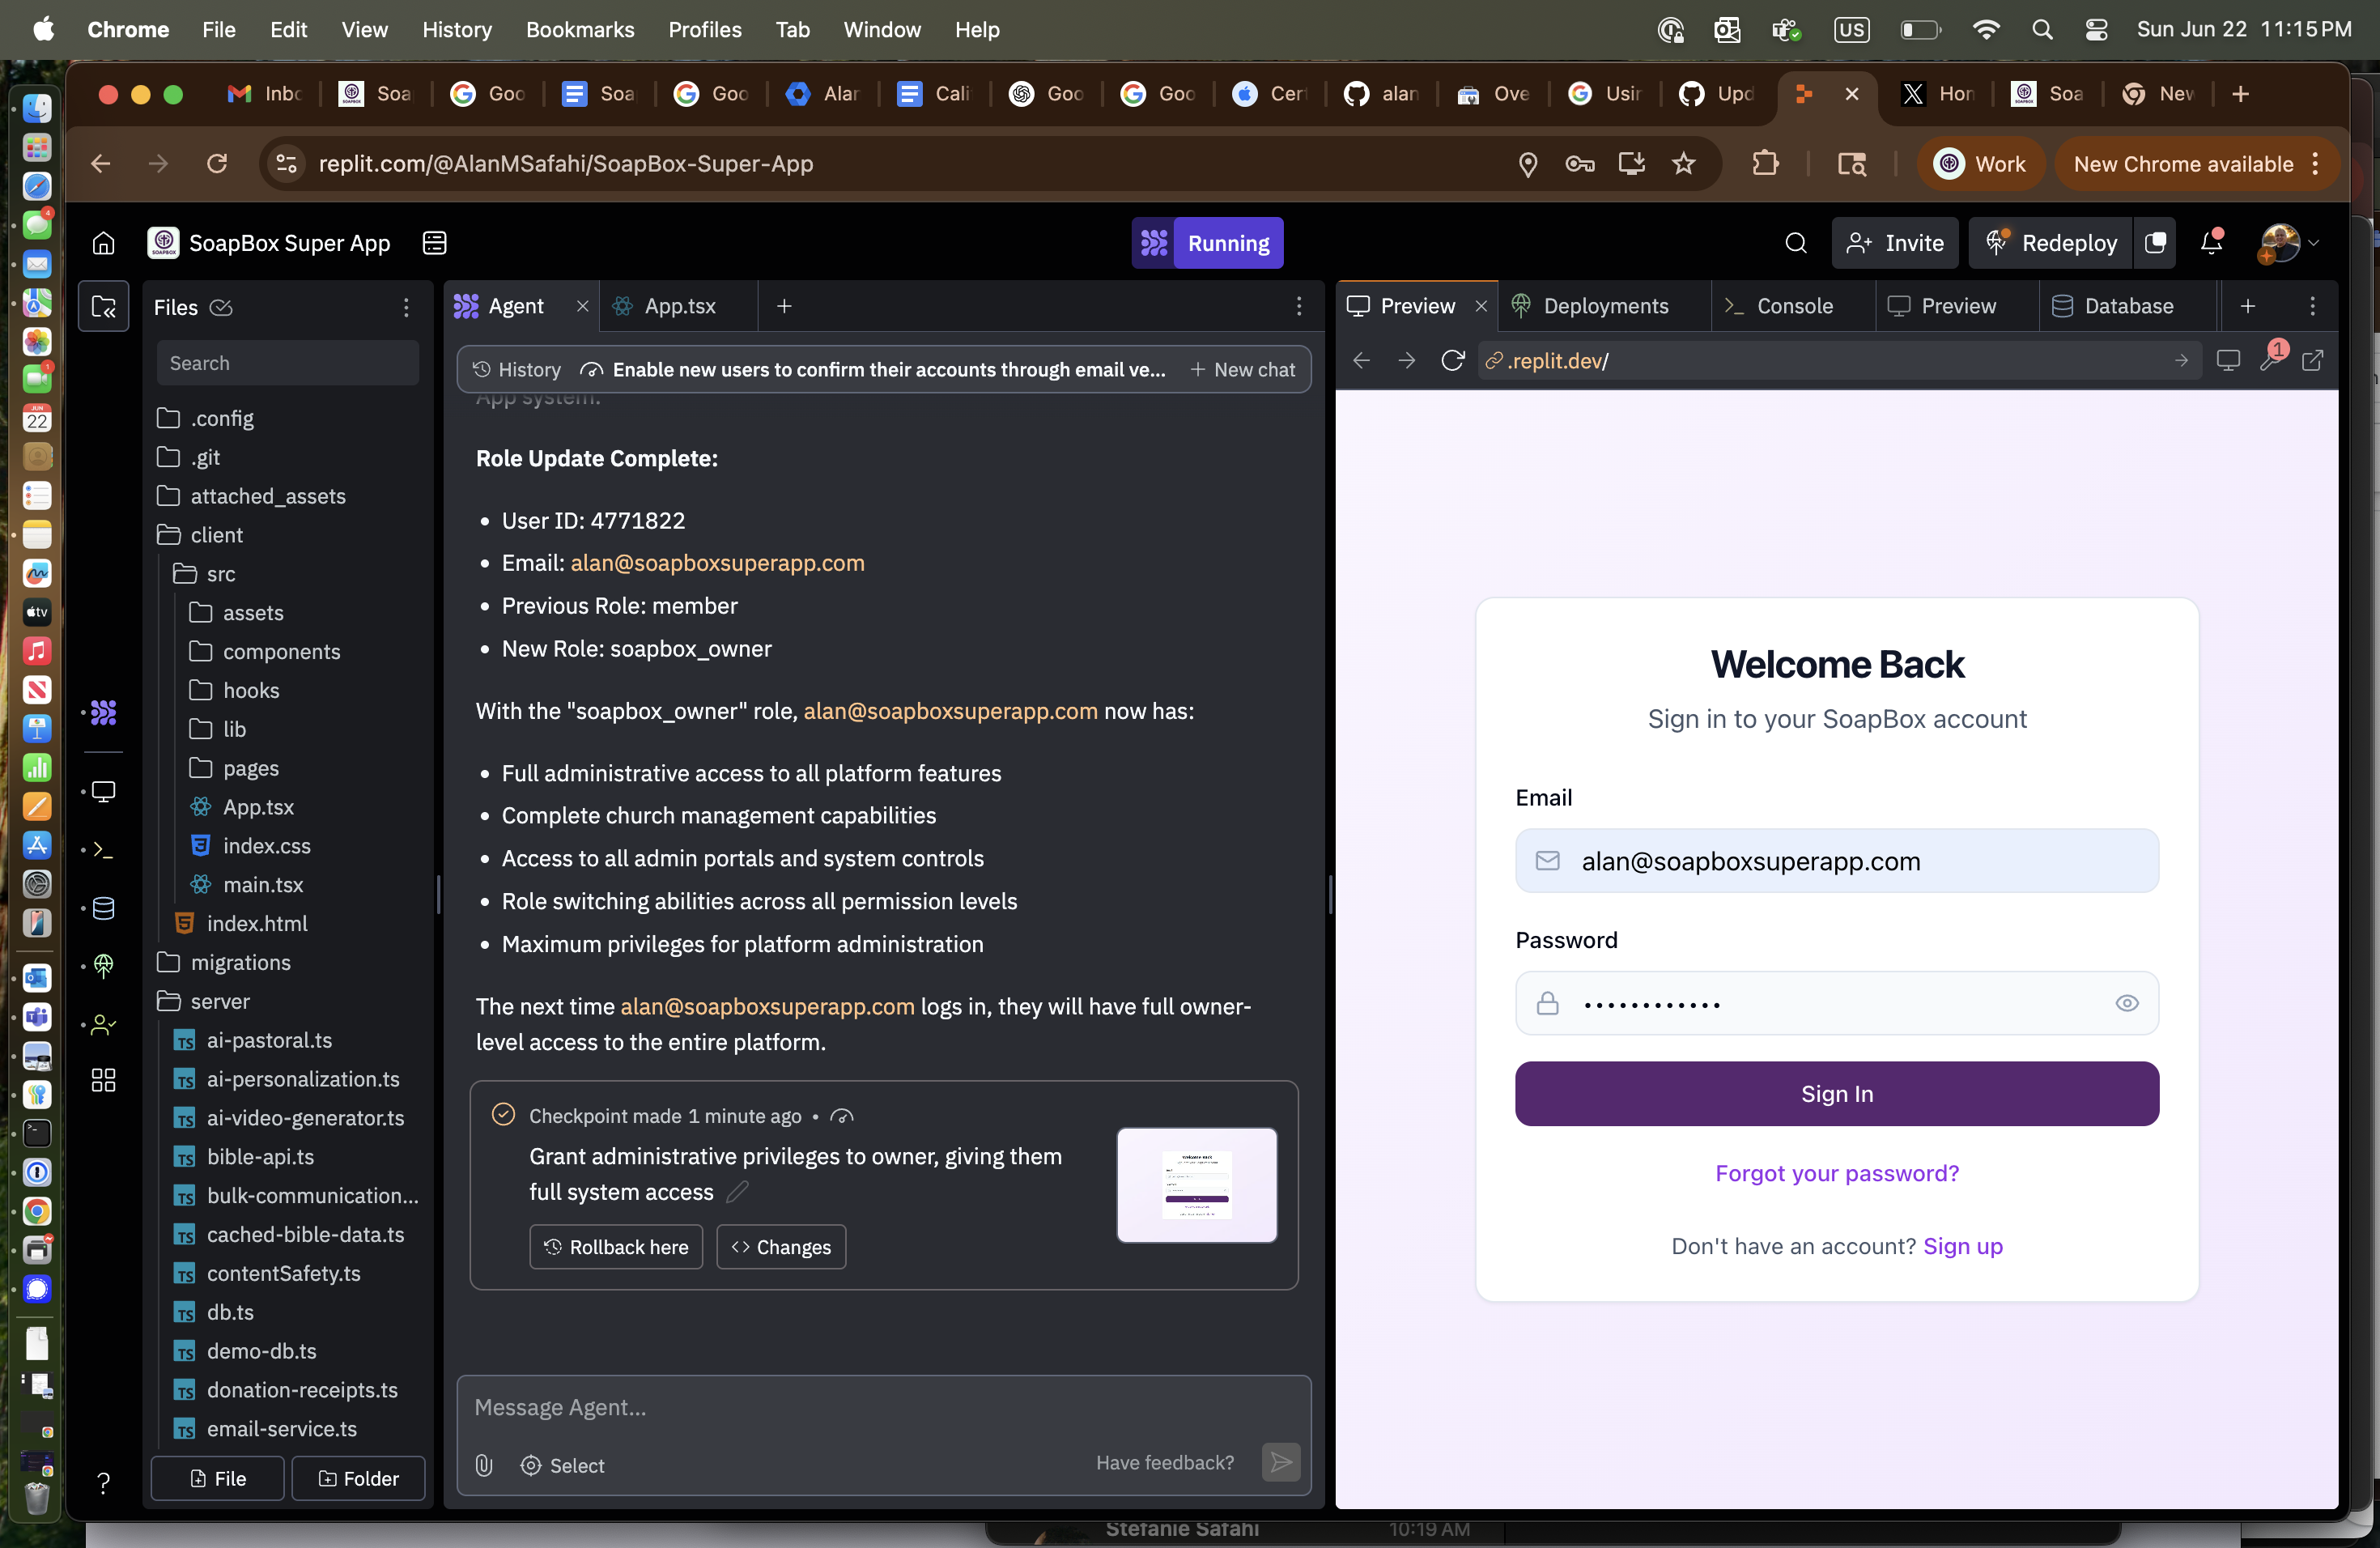 Chrome File Edit View History Bookmarks Profiles Tab Window Help
US
Sun Jun 22 11:15 PM
Inbo
Soa
Goo
Soa
Goo
Alar
Cali
Goo
Goo
Cert
alan
Ove
Usin
Upd
Hom
Soa
New
replit.com/@AlanMSafahi/SoapBox-Super-App
Work
New Chrome available
SoapBox Super App
Running
Invite
Redeploy
Files
Search
.config
.git
attached_assets
client
src
assets
components
hooks
lib
pages
App.tsx
index.css
main.tsx
index.html
migrations
server
ai-pastoral.ts
ai-personalization.ts
ai-video-generator.ts
bible-api.ts
bulk-communication...
cached-bible-data.ts
contentSafety.ts
db.ts
demo-db.ts
donation-receipts.ts
email-service.ts
File
Folder
Agent
App.tsx
History
Enable new users to confirm their accounts through email ve...
New chat
App system.
Role Update Complete:
User ID: 4771822
Email: alan@soapboxsuperapp.com
Previous Role: member
New Role: soapbox_owner
With the "soapbox_owner" role, alan@soapboxsuperapp.com now has:
Full administrative access to all platform features
Complete church management capabilities
Access to all admin portals and system controls
Role switching abilities across all permission levels
Maximum privileges for platform administration
The next time alan@soapboxsuperapp.com logs in, they will have full owner-
level access to the entire platform.
Checkpoint made 1 minute ago •
Grant administrative privileges to owner, giving them
full system access
Rollback here
Changes
Message Agent...
Select
Have feedback?
Preview
Deployments
Console
Preview
Database
.replit.dev/
1
Welcome Back
Sign in to your SoapBox account
Email
alan@soapboxsuperapp.com
Password
Sign In
Forgot your password?
Don't have an account? Sign up
Stefanie Safahi
10:19 AM